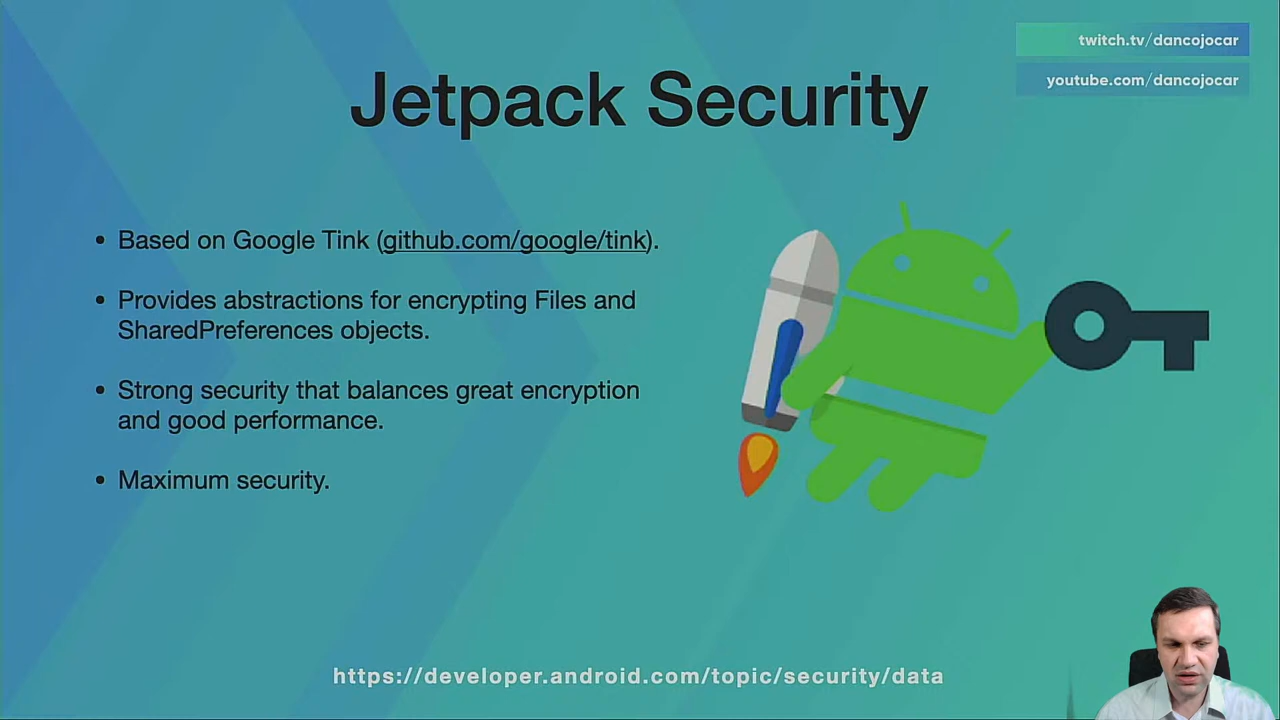 twitch.tv/dancojocar
youtube.com/dancojocar
Jetpack Security
• Based on Google Tink (github.com/google/tink).
• Provides abstractions for encrypting Files and
SharedPreferences objects.
• Strong security that balances great encryption
and good performance.
• Maximum security.
https://developer.android.com/topic/security/data